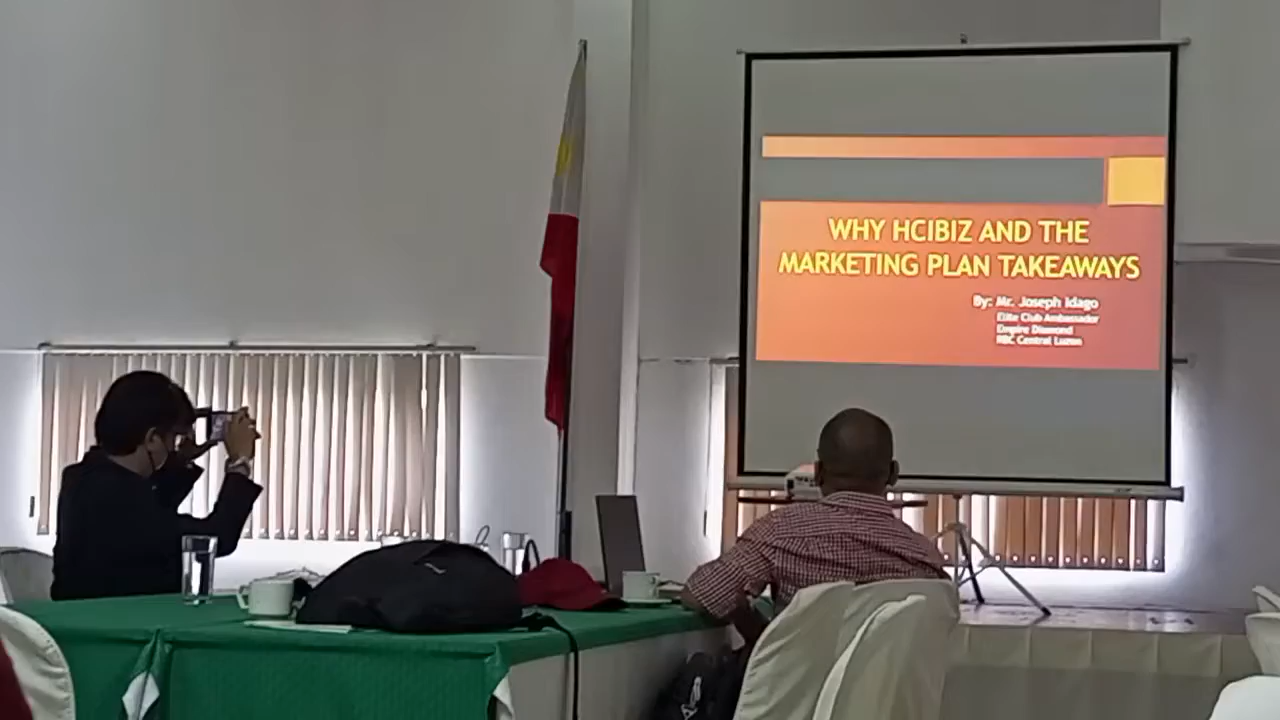 WHY HCIBIZ AND THE
MARKETING PLAN TAKEAWAYS
By: Mr. Joseph Idago
Elite Club Ambassador
Empire Diamond
RBC Central Luzon